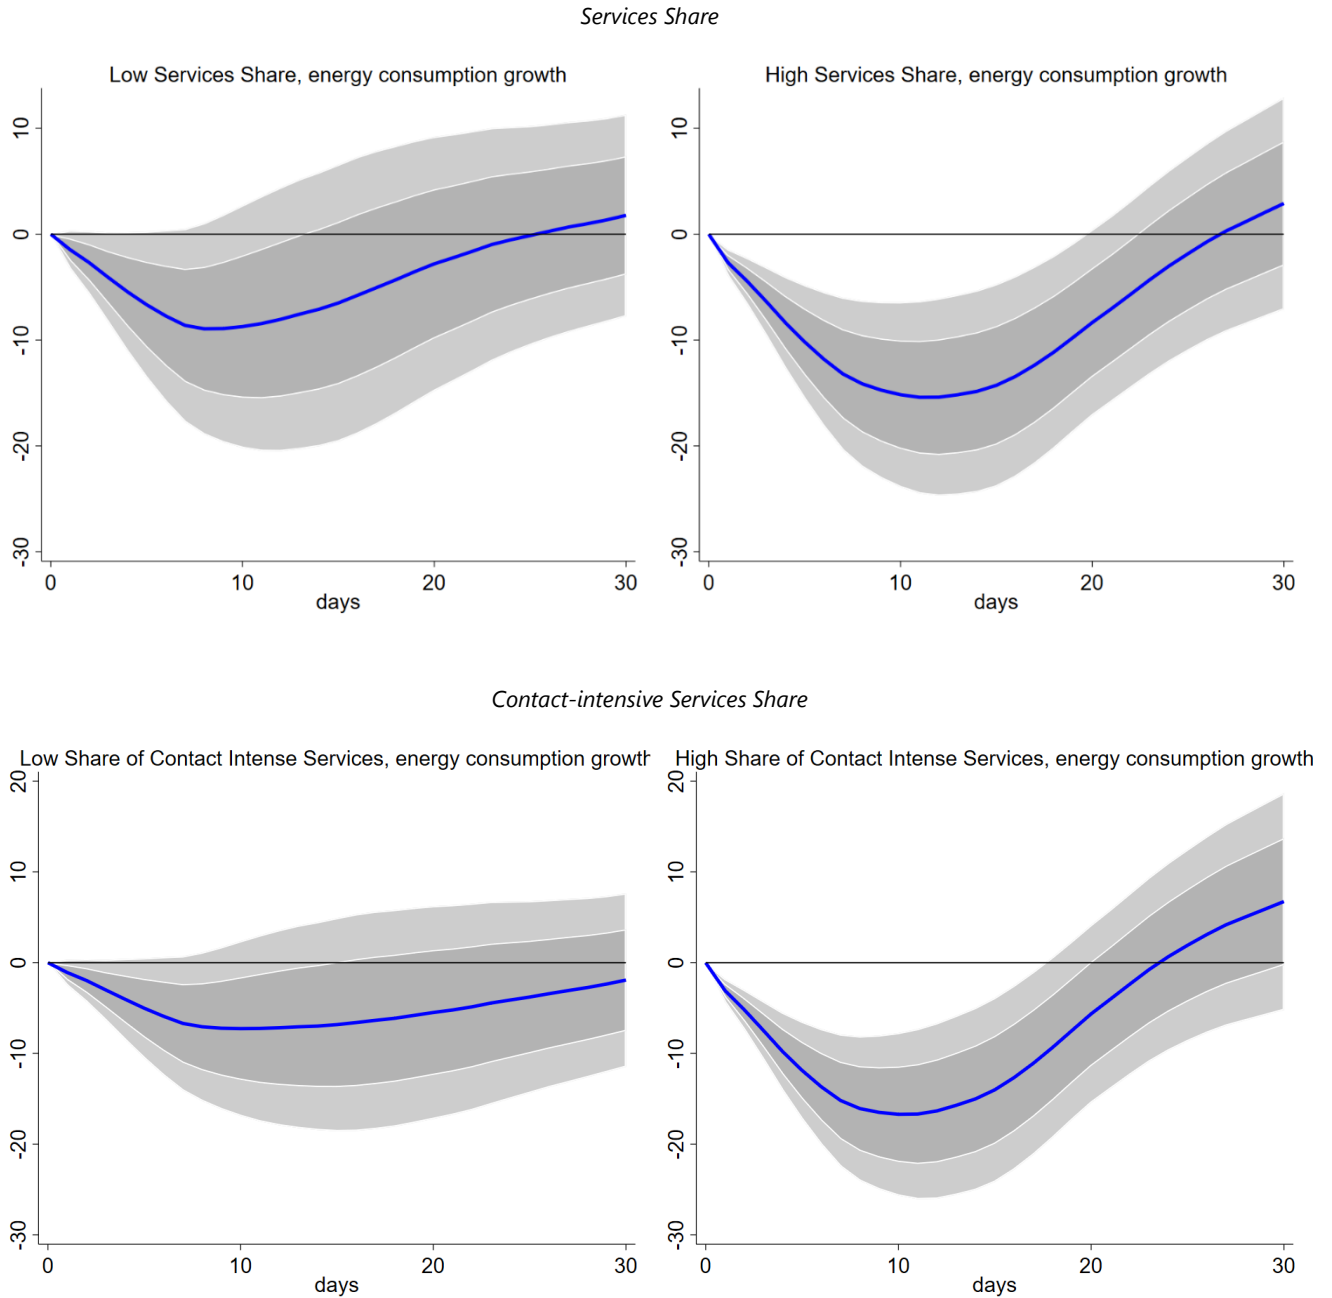 Services Share
Low Services Share, energy consumption growth
10
0
-10
-20
-30
0 10 20 30
days
High Services Share, energy consumption growth
10
0
-10
-20
-30
0 10 20 30
days
Contact-intensive Services Share
Low Share of Contact Intense Services, energy consumption growth
20
10
0
-10
-20
-30
0 10 20 30
days
High Share of Contact Intense Services, energy consumption growth
20
10
0
-10
-20
-30
0 10 20 30
days